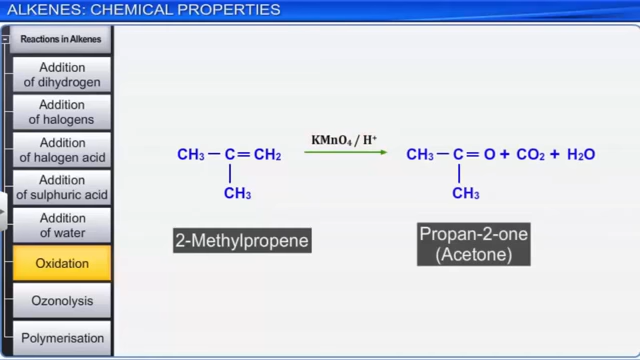 ALKENES: CHEMICAL PROPERTIES
Reactions in Alkenes
Addition
of dihydrogen
Addition
of halogens
Addition
of halogen acid
Addition
of sulphuric acid
Addition
of water
Oxidation
Ozonolysis
Polymerisation
KMnO₄ / H⁺
CH₃ — C = CH₂
CH₃
CH₃ — C = O + CO₂ + H₂O
CH₃
2-Methylpropene
Propan-2-one
(Acetone)